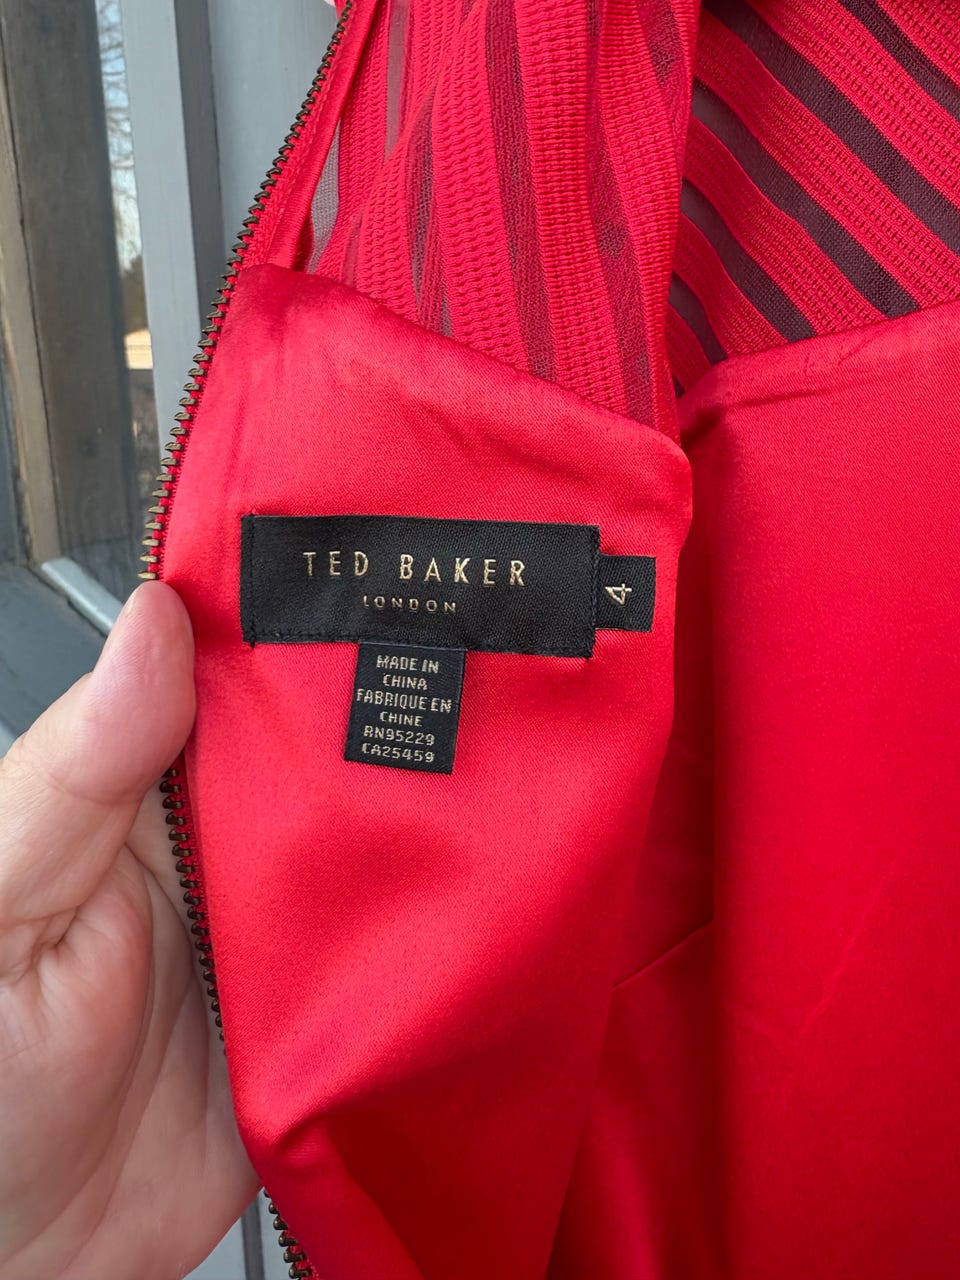 TED BAKER
LONDON
4
MADE IN
CHINA
FABRIQUE EN
CHINE
RN95229
CA25459